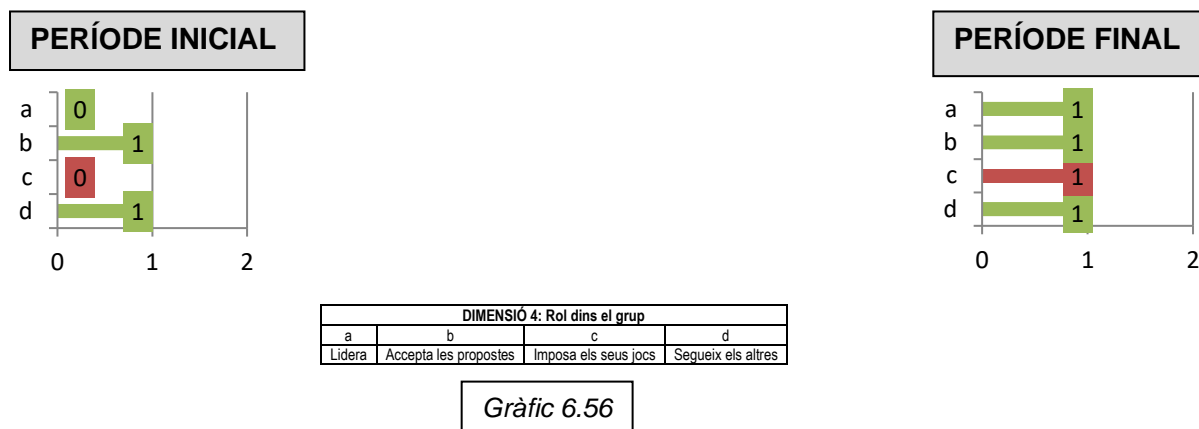 PERÍODE INICIAL
a 0
b 1
c 0
d 1
0 1 2
PERÍODE FINAL
a 1
b 1
c 1
d 1
0 1 2
DIMENSIÓ 4: Rol dins el grup
a b c d
Lidera Accepta les propostes Imposa els seus jocs Segueix els altres
Gràfic 6.56